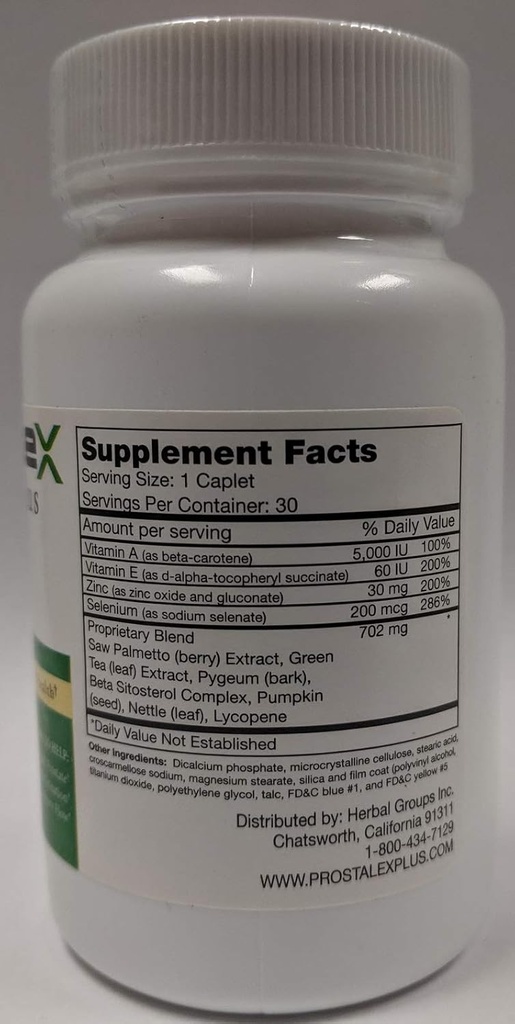 ex
Supplement Facts
Serving Size: 1 Caplet
Servings Per Container: 30
Amount per serving % Daily Value
Vitamin A (as beta-carotene) 5,000 IU 100%
Vitamin E (as d-alpha-tocopheryl succinate) 60 IU 200%
Zinc (as zinc oxide and gluconate) 30 mg 200%
Selenium (as sodium selenate) 200 mcg 286%
Proprietary Blend 702 mg *
Saw Palmetto (berry) Extract, Green
Tea (leaf) Extract, Pygeum (bark),
Beta Sitosterol Complex, Pumpkin
(seed), Nettle (leaf), Lycopene
*Daily Value Not Established
Other Ingredients: Dicalcium phosphate, microcrystalline cellulose, stearic acid,
croscarmellose sodium, magnesium stearate, silica and film coat (polyvinyl alcohol,
titanium dioxide, polyethylene glycol, talc, FD&C blue #1, and FD&C yellow #5
Distributed by: Herbal Groups Inc.
Chatsworth, California 91311
1-800-434-7129
WWW.PROSTALEXPLUS.COM